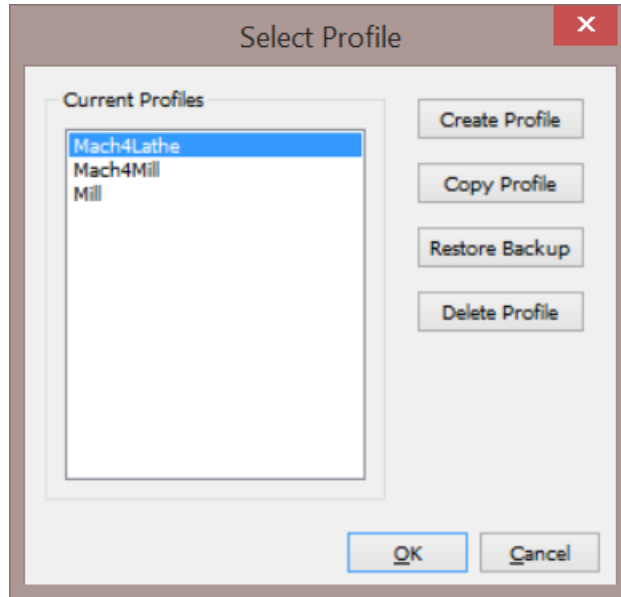 Select Profile
Current Profiles
Mach4Lathe
Mach4Mill
Mill
Create Profile
Copy Profile
Restore Backup
Delete Profile
OK
Cancel